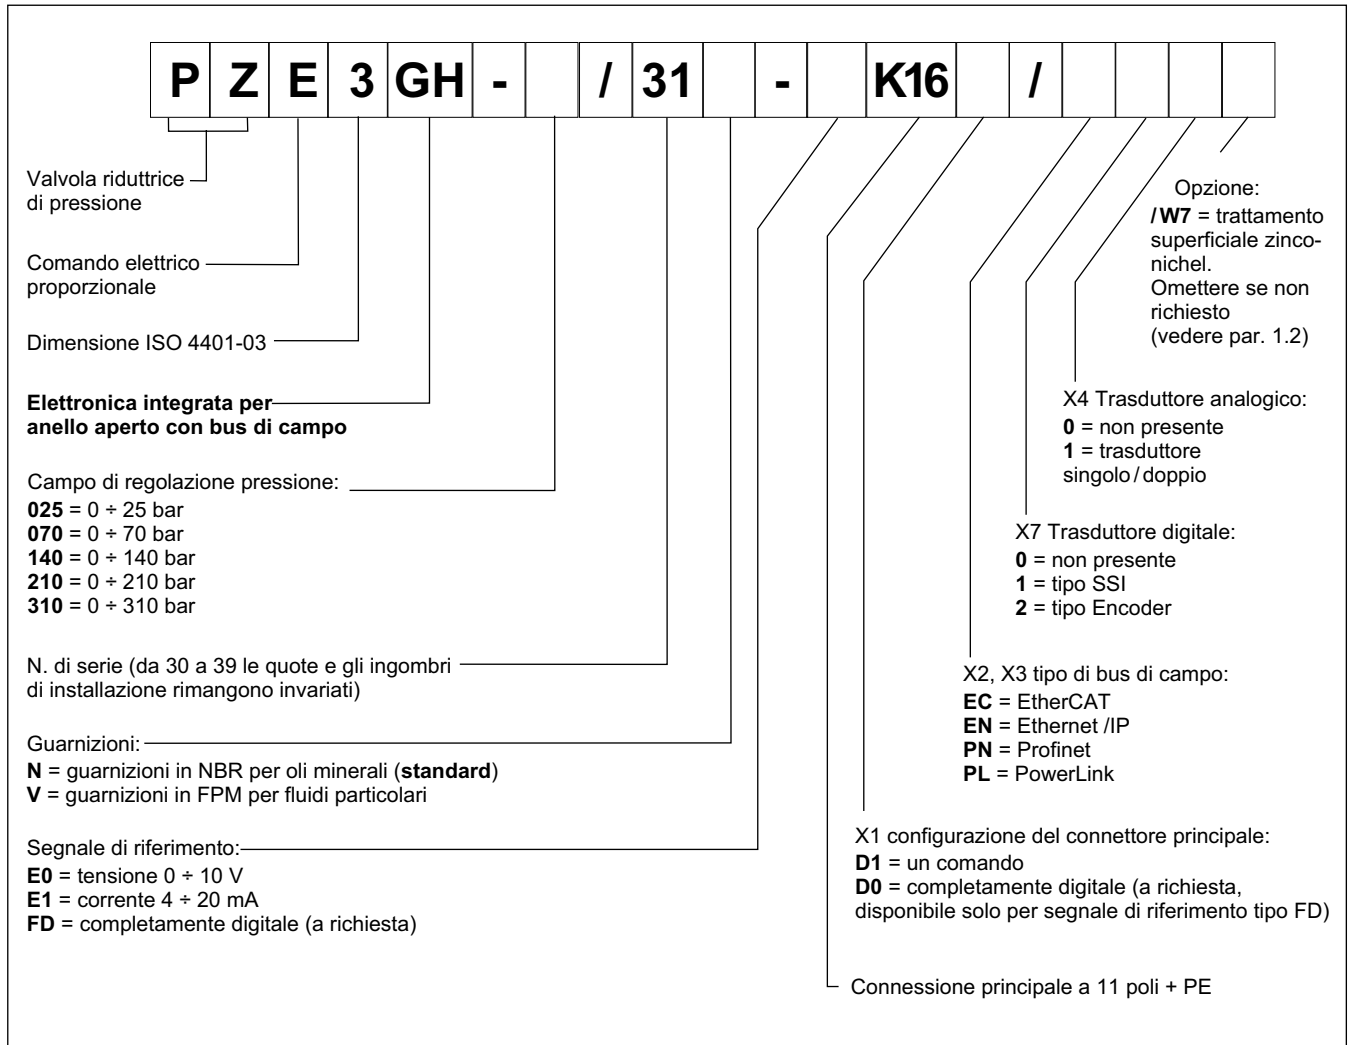 P Z E 3 GH - / 31 - K16 /
Valvola riduttrice
di pressione
Comando elettrico
proporzionale
Dimensione ISO 4401-03
Elettronica integrata per
anello aperto con bus di campo
Campo di regolazione pressione:
025 = 0 ÷ 25 bar
070 = 0 ÷ 70 bar
140 = 0 ÷ 140 bar
210 = 0 ÷ 210 bar
310 = 0 ÷ 310 bar
N. di serie (da 30 a 39 le quote e gli ingombri
di installazione rimangono invariati)
Guarnizioni:
N = guarnizioni in NBR per oli minerali (standard)
V = guarnizioni in FPM per fluidi particolari
Segnale di riferimento:
E0 = tensione 0 ÷ 10 V
E1 = corrente 4 ÷ 20 mA
FD = completamente digitale (a richiesta)
Opzione:
/ W7 = trattamento
superficiale zinco-
nichel.
Omettere se non
richiesto
(vedere par. 1.2)
X4 Trasduttore analogico:
0 = non presente
1 = trasduttore
singolo / doppio
X7 Trasduttore digitale:
0 = non presente
1 = tipo SSI
2 = tipo Encoder
X2, X3 tipo di bus di campo:
EC = EtherCAT
EN = Ethernet /IP
PN = Profinet
PL = PowerLink
X1 configurazione del connettore principale:
D1 = un comando
D0 = completamente digitale (a richiesta,
disponibile solo per segnale di riferimento tipo FD)
Connessione principale a 11 poli + PE